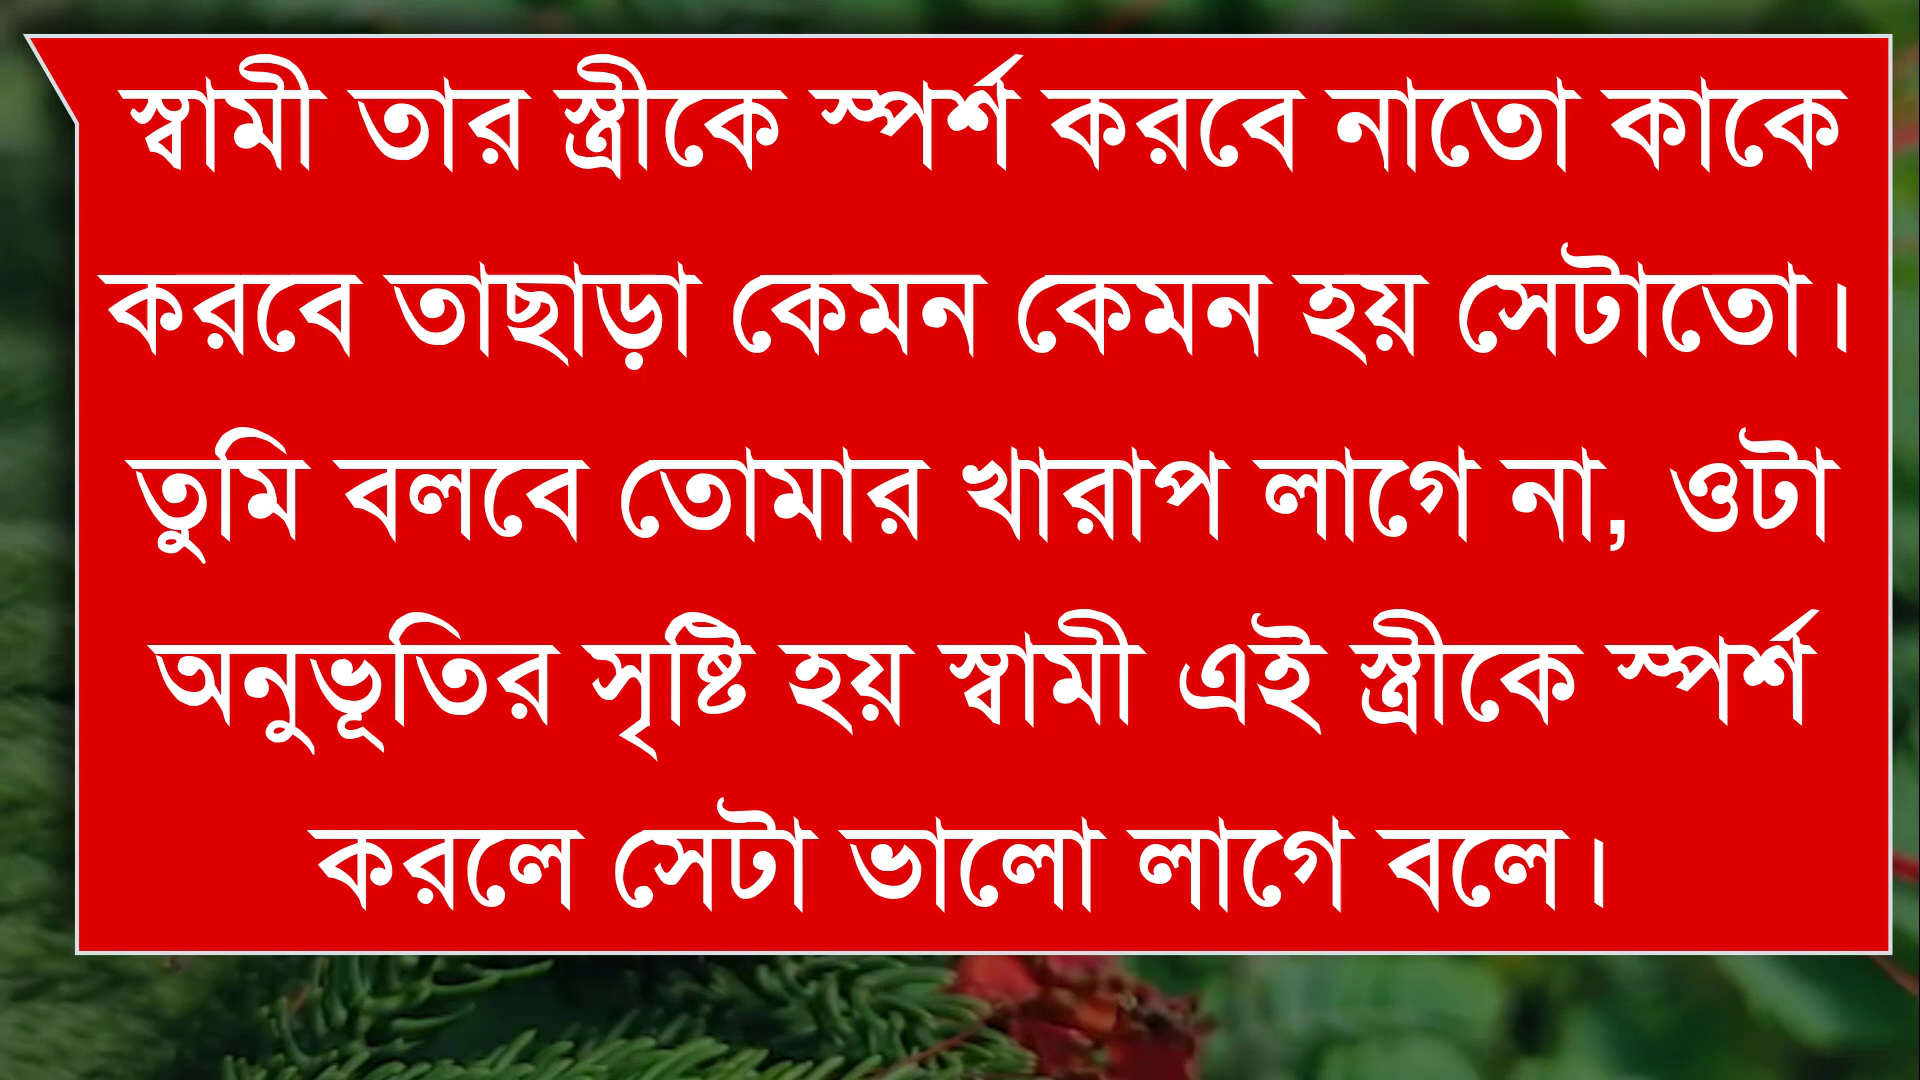 স্বামী তার স্ত্রীকে স্পর্শ করবে নাতো কাকে
করবে তাছাড়া কেমন কেমন হয় সেটাতো।
তুমি বলবে তোমার খারাপ লাগে না, ওটা
অনুভূতির সৃষ্টি হয় স্বামী এই স্ত্রীকে স্পর্শ
করলে সেটা ভালো লাগে বলে।